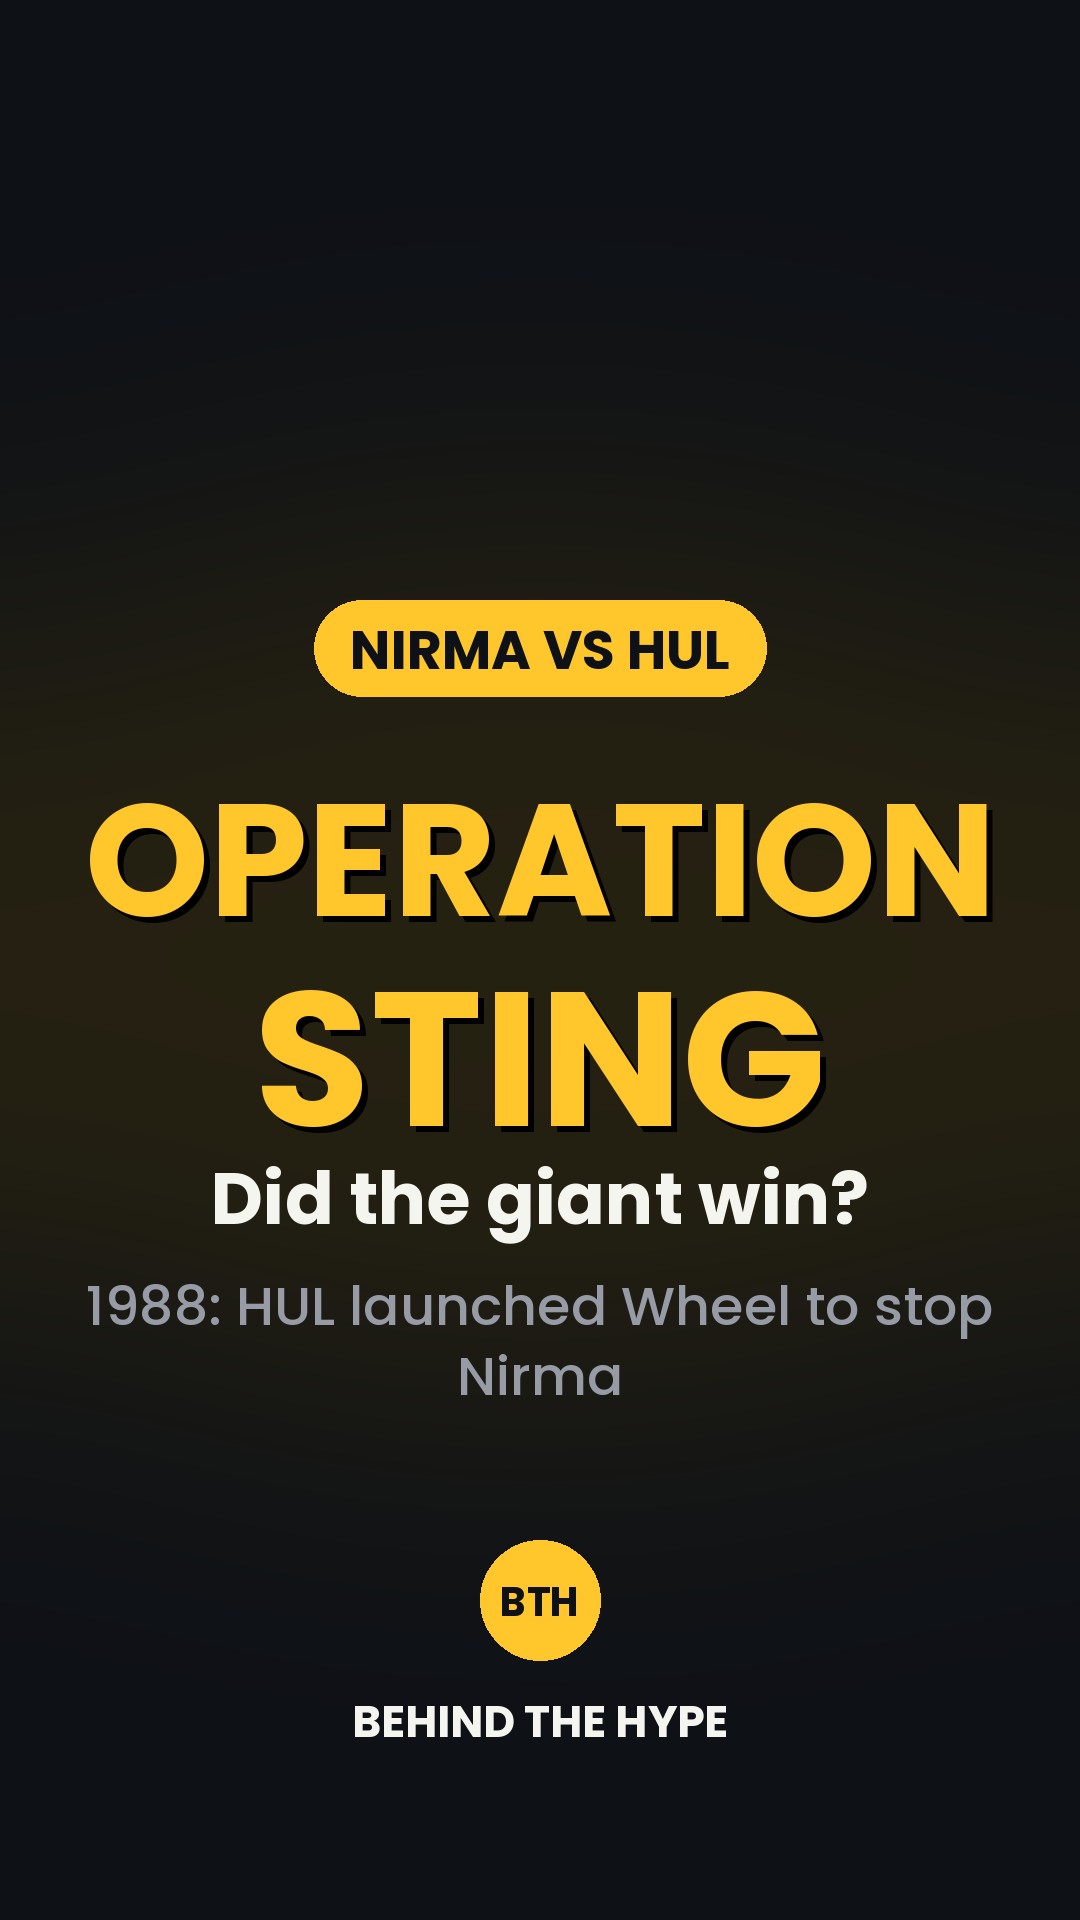 NIRMA VS HUL
OPERATION
STING
Did the giant win?
1988: HUL launched Wheel to stop
Nirma
BTH
BEHIND THE HYPE